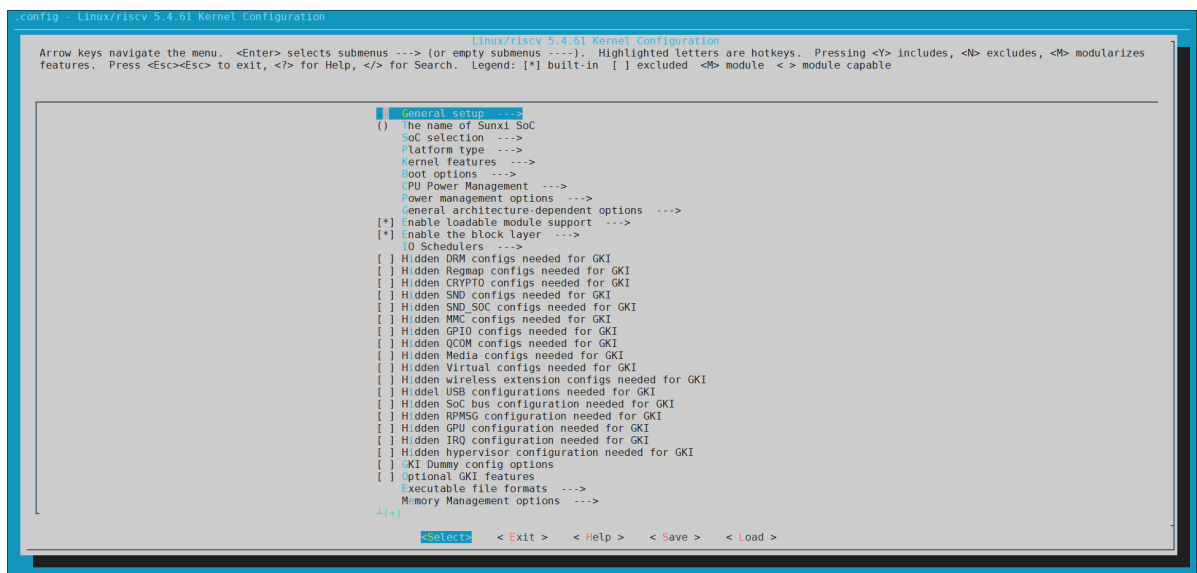 .config - Linux/riscv 5.4.61 Kernel Configuration
Linux/riscv 5.4.61 Kernel Configuration
Arrow keys navigate the menu.  <Enter> selects submenus ---> (or empty submenus ----).  Highlighted letters are hotkeys.  Pressing <Y> includes, <N> excludes, <M> modularizes
features.  Press <Esc><Esc> to exit, <?> for Help, </> for Search.  Legend: [*] built-in  [ ] excluded  <M> module  < > module capable
General setup  --->
()  The name of Sunxi SoC
SoC selection  --->
Platform type  --->
Kernel features  --->
Boot options  --->
CPU Power Management  --->
Power management options  --->
General architecture-dependent options  --->
[*] Enable loadable module support  --->
[*] Enable the block layer  --->
IO Schedulers  --->
[ ] Hidden DRM configs needed for GKI
[ ] Hidden Regmap configs needed for GKI
[ ] Hidden CRYPTO configs needed for GKI
[ ] Hidden SND configs needed for GKI
[ ] Hidden SND_SOC configs needed for GKI
[ ] Hidden MMC configs needed for GKI
[ ] Hidden GPIO configs needed for GKI
[ ] Hidden QCOM configs needed for GKI
[ ] Hidden Media configs needed for GKI
[ ] Hidden Virtual configs needed for GKI
[ ] Hidden wireless extension configs needed for GKI
[ ] Hiddel USB configurations needed for GKI
[ ] Hidden SoC bus configuration needed for GKI
[ ] Hidden RPMSG configuration needed for GKI
[ ] Hidden GPU configuration needed for GKI
[ ] Hidden IRQ configuration needed for GKI
[ ] Hidden hypervisor configuration needed for GKI
[ ] GKI Dummy config options
[ ] Optional GKI features
Executable file formats  --->
Memory Management options  --->
┴(+)
<Select>    < Exit >    < Help >    < Save >    < Load >